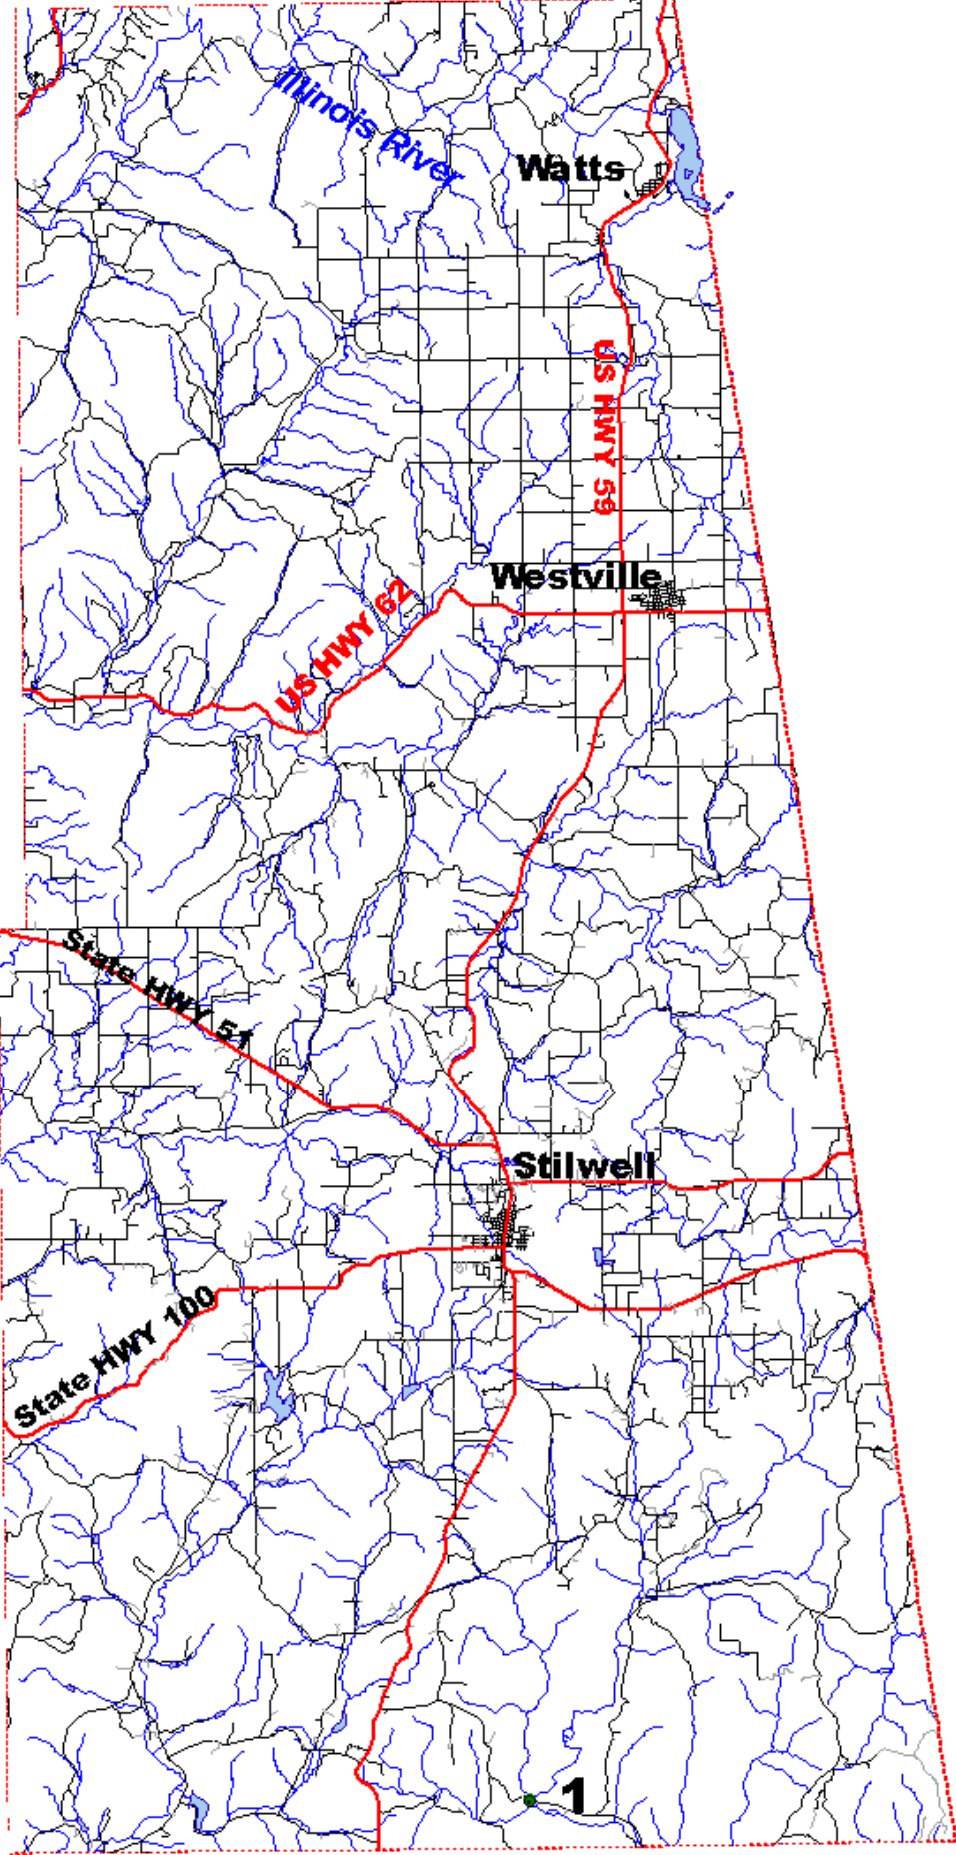 Illinois River
Watts
US HWY 59
Westville
US HWY 62
State HWY 51
Stilwell
State HWY 100
1